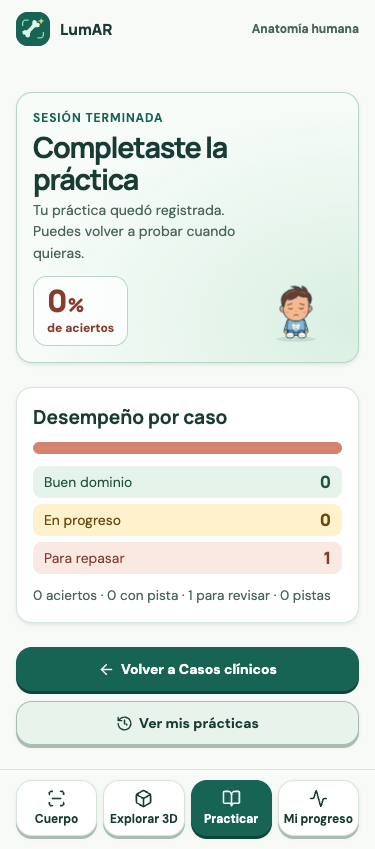 LumAR
Anatomía humana
SESIÓN TERMINADA
Completaste la
práctica
Tu práctica quedó registrada.
Puedes volver a probar cuando
quieras.
0%
de aciertos
Desempeño por caso
Buen dominio 0
En progreso 0
Para repasar 1
0 aciertos · 0 con pista · 1 para revisar · 0 pistas
← Volver a Casos clínicos
Ver mis prácticas
Cuerpo
Explorar 3D
Practicar
Mi progreso